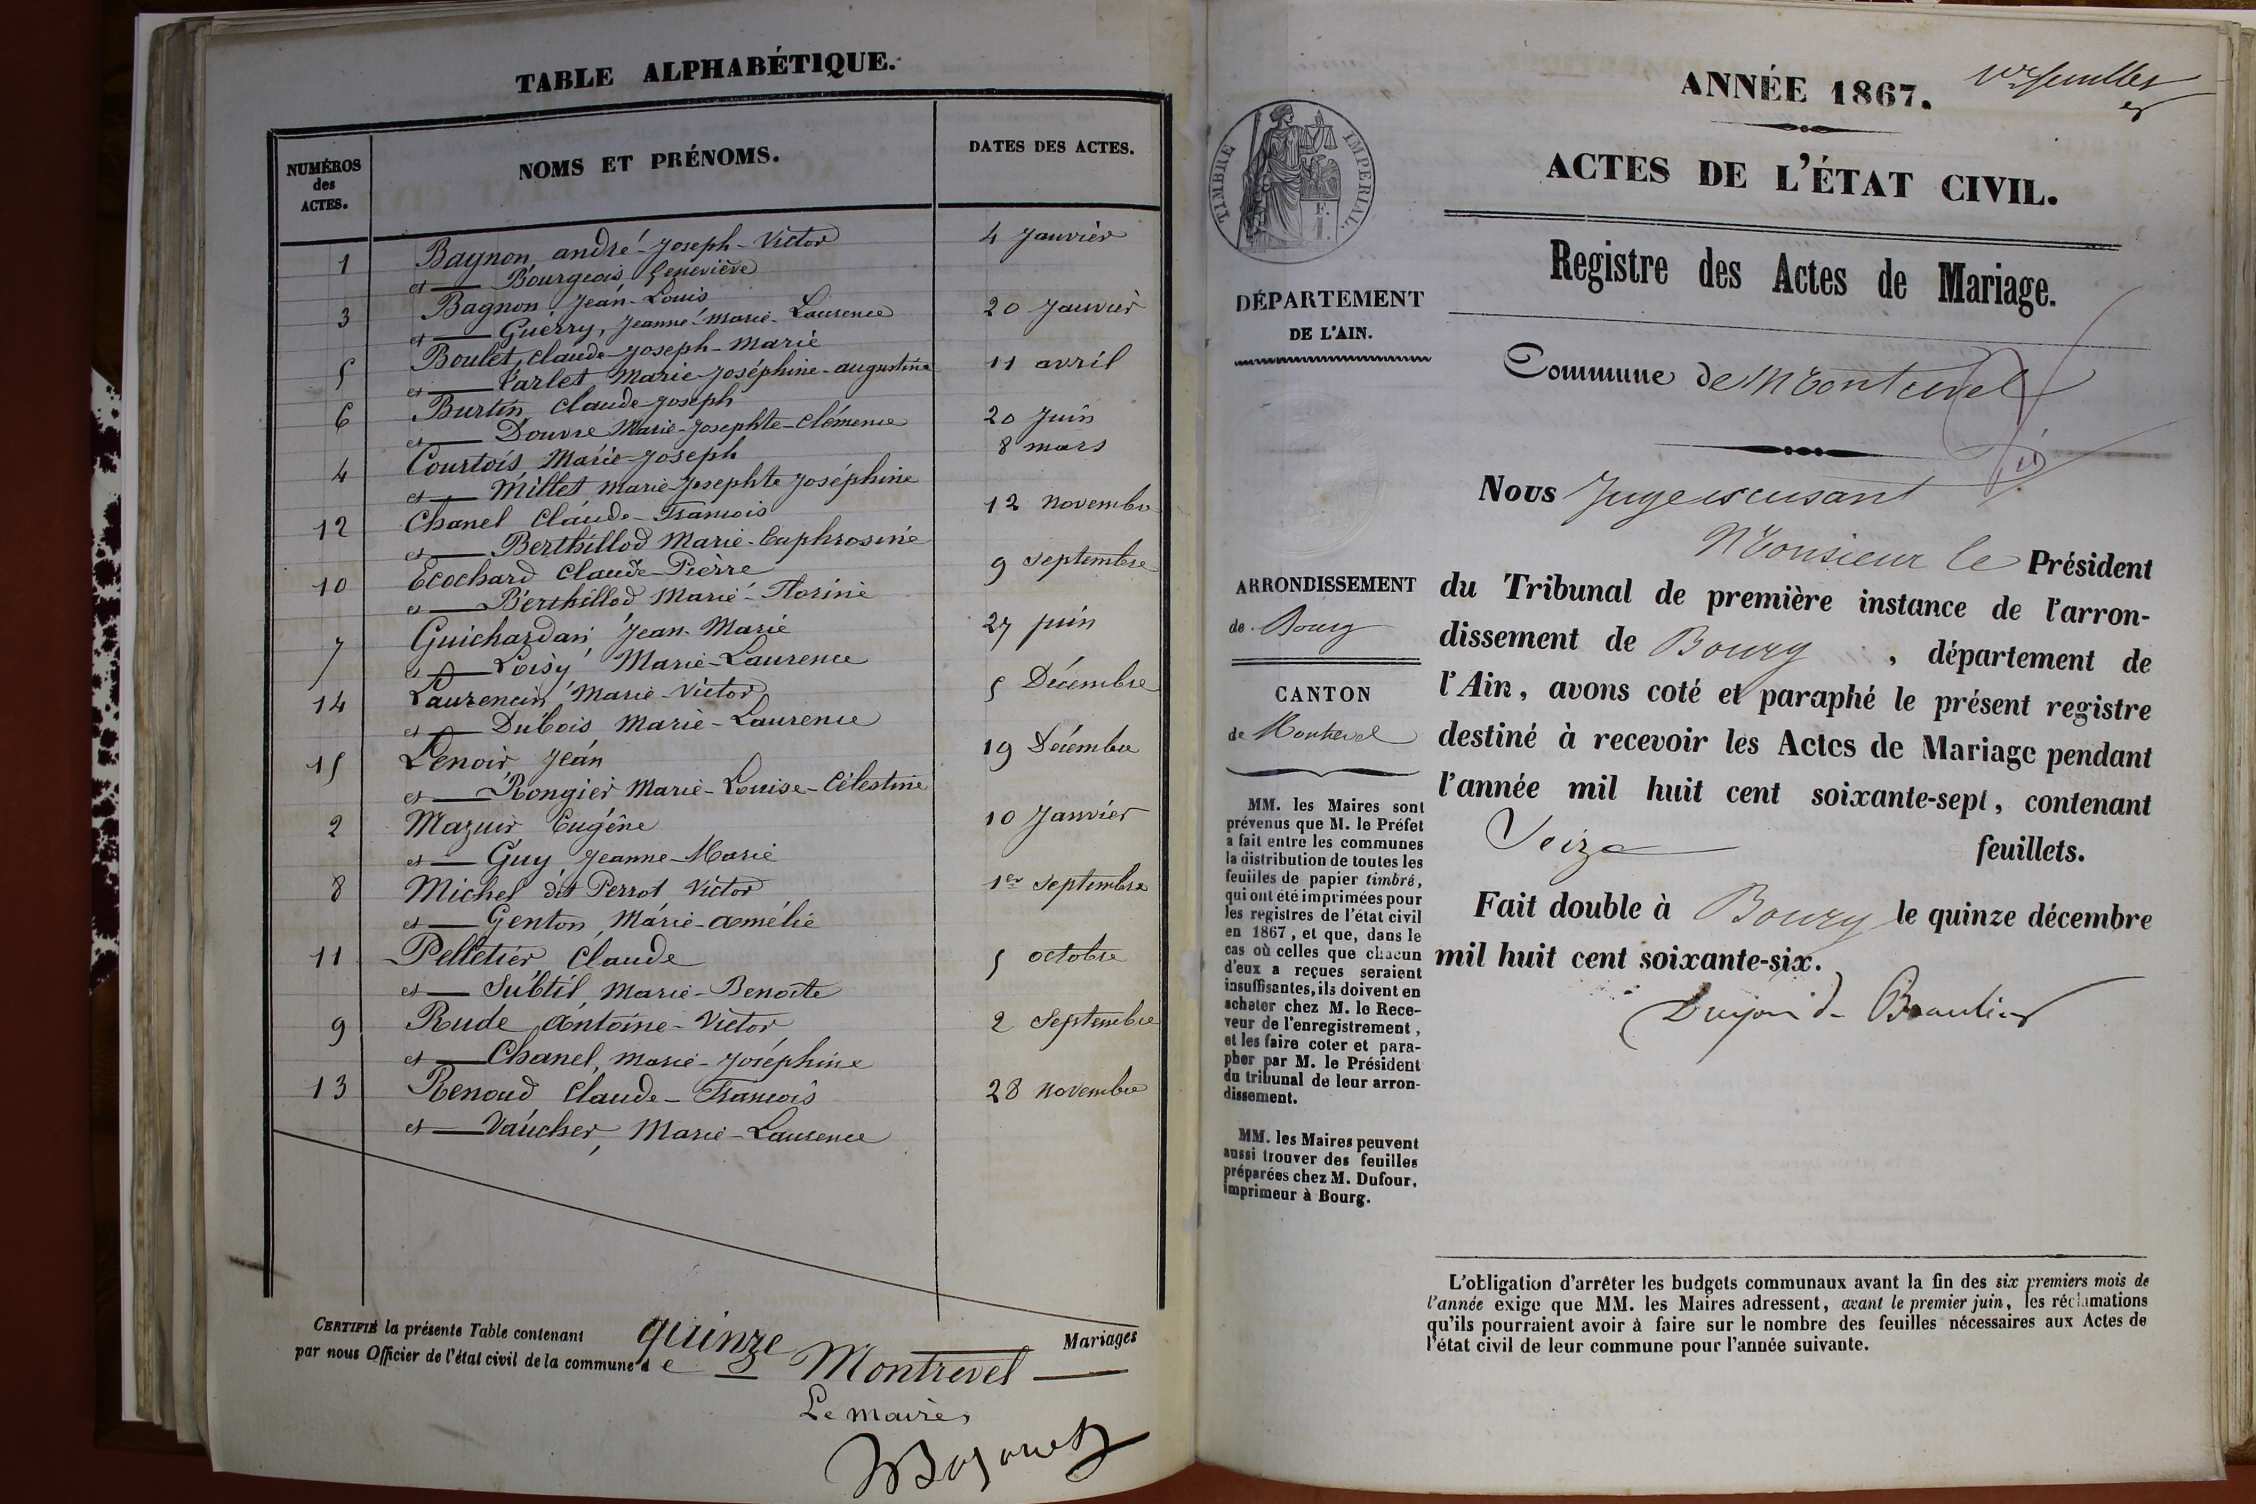 TABLE ALPHABÉTIQUE.
NUMÉROS des ACTES.
NOMS ET PRÉNOMS.
DATES DES ACTES.
1 Bagnon andré-Joseph-Victor 4 Janvier
et — Bourgeois Geneviève
3 Bagnon Jean-Louis 20 Janvier
et — Guerry, Jeanne-Marie-Laurence
5 Boulet, Claude-Joseph-Marie 11 avril
et — Varlet Marie-Joséphine-augustine
6 Burtin Claude-Joseph 20 Juin
et — Douvre Marie-Josephte-Clémence
4 Courtois Marie-Joseph 8 mars
et — Millet, Marie-Josephte Joséphine
12 Chanel Claude-François 12 novembre
et — Berthillod Marie-Euphrosine
10 Ecochard Claude-Pierre 9 septembre
et — Berthillod Marie-Florine
7 Guichardan Jean-Marie 27 juin
et — Loisy Marie-Laurence
14 Laurencin Marie-Victor 5 Décembre
et — Dubois Marie-Laurence
15 Lenoir Jean 19 Décembre
et — Rongier Marie-Louise-Célestine
2 Mazuir Eugène 10 Janvier
et — Guy Jeanne-Marie
8 Michel dit Perrot Victor 1er septembre
et — Genton, Marie-amélie
11 Pelletier Claude 5 octobre
et — Subtil, Marie-Benoite
9 Rude Antoine-Victor 2 Septembre
et — Chanel, Marie-Joséphine
13 Renoud Claude-François 28 novembre
et — Vaucher, Marie-Laurence
CERTIFIÉ la présente Table contenant quinze — Mariages
par nous Officier de l'état civil de la commune de — Montrevel —
Le maire,
ANNÉE 1867.
ACTES DE L'ÉTAT CIVIL.
Registre des Actes de Mariage.
Commune de Montrevel
TIMBRE IMPERIAL.
DÉPARTEMENT
DE L'AIN.
ARRONDISSEMENT
de Bourg
CANTON
de Montrevel
MM. les Maires sont
prévenus que M. le Préfet
a fait entre les communes
la distribution de toutes les
feuilles de papier timbré,
qui ont été imprimées pour
les registres de l'état civil
en 1867, et que, dans le
cas où celles que chacun
d'eux a reçues seraient
insuffisantes, ils doivent en
acheter chez M. le Rece-
veur de l'enregistrement,
et les faire coter et para-
pher par M. le Président
du tribunal de leur arron-
dissement.
MM. les Maires peuvent
aussi trouver des feuilles
préparées chez M. Dufour,
imprimeur à Bourg.
Nous Juge
Monsieur le Président
du Tribunal de première instance de l'arron-
dissement de Bourg, département de
l'Ain, avons coté et paraphé le présent registre
destiné à recevoir les Actes de Mariage pendant
l'année mil huit cent soixante-sept, contenant
Seize feuillets.
Fait double à Bourg le quinze décembre
mil huit cent soixante-six.
L'obligation d'arrêter les budgets communaux avant la fin des six premiers mois de
l'année exige que MM. les Maires adressent, avant le premier juin, les réclamations
qu'ils pourraient avoir à faire sur le nombre des feuilles nécessaires aux Actes de
l'état civil de leur commune pour l'année suivante.